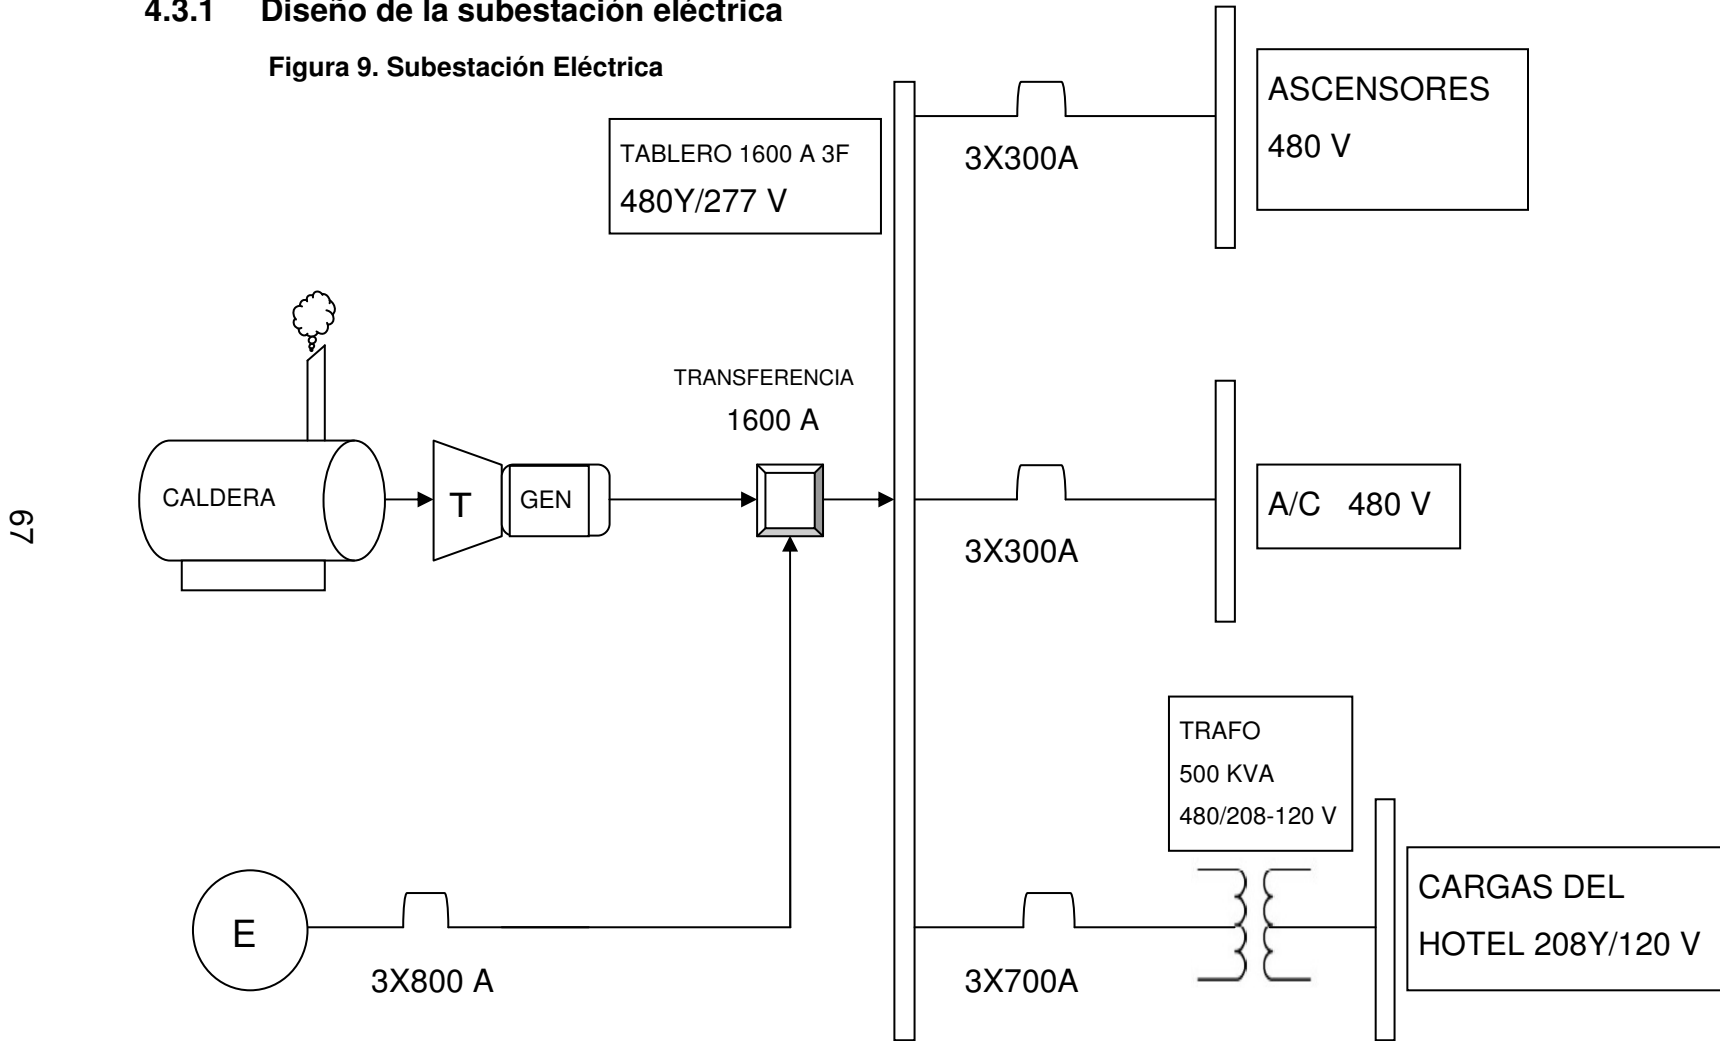 4.3.1 Diseño de la subestación eléctrica
Figura 9. Subestación Eléctrica
TABLERO 1600 A 3F
480Y/277 V
3X300A
ASCENSORES
480 V
TRANSFERENCIA
1600 A
CALDERA
T
GEN
3X300A
A/C 480 V
TRAFO
500 KVA
480/208-120 V
E
3X800 A
3X700A
CARGAS DEL
HOTEL 208Y/120 V
67